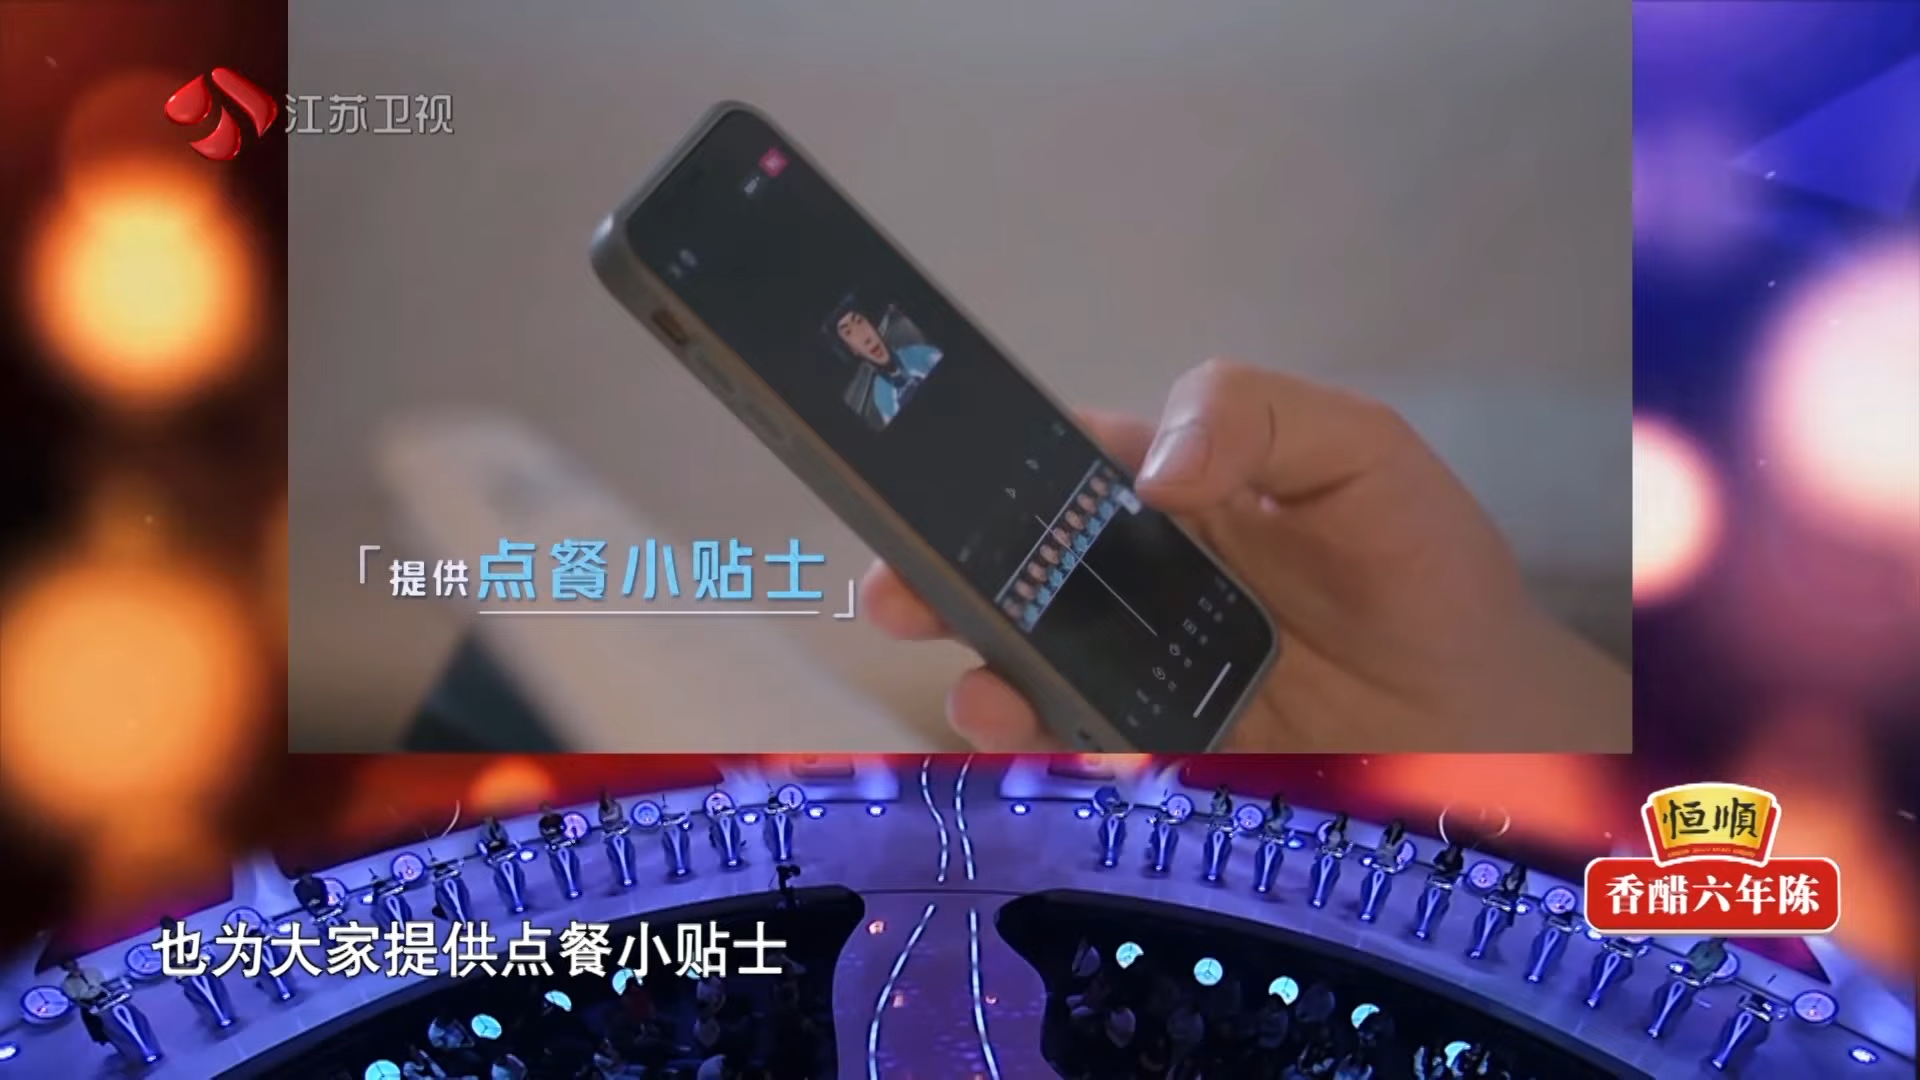 江苏卫视
「提供点餐小贴士」
恒順
香醋六年陈
也为大家提供点餐小贴士